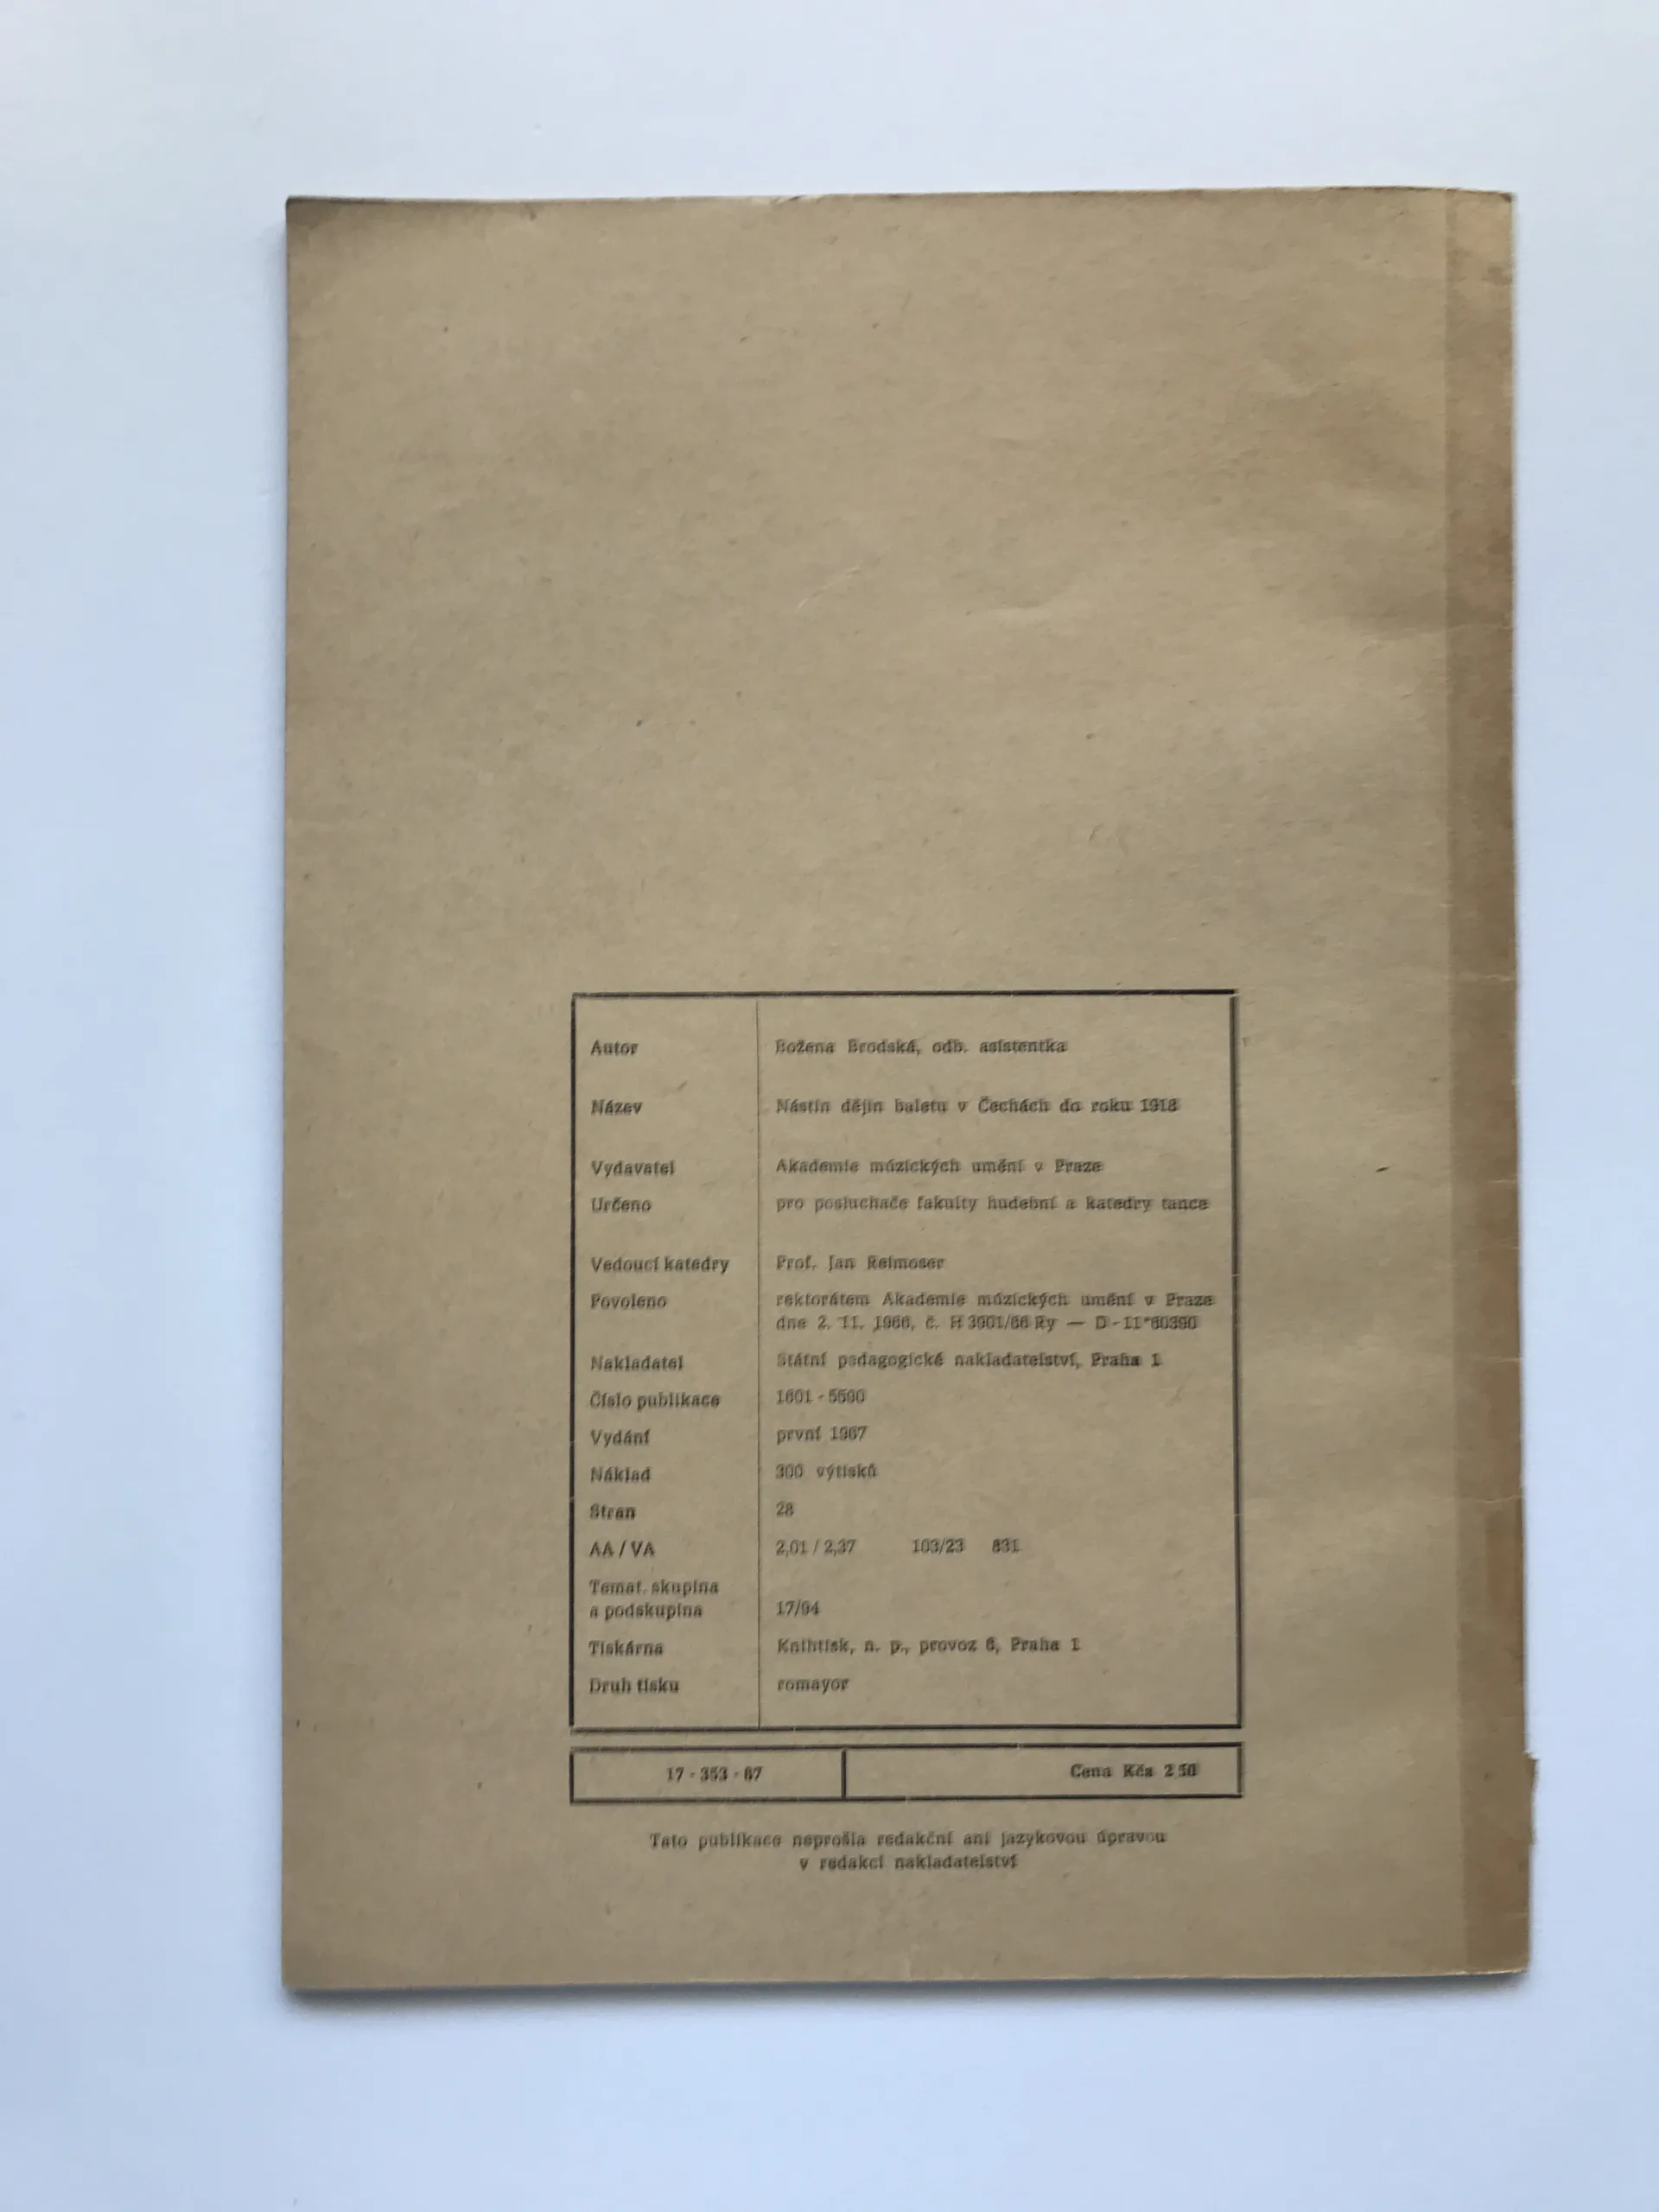 Autor Božena Brodská, odb. asistentka
Název Nástin dějin baletu v Čechách do roku 1918
Vydavatel Akademie múzických umění v Praze
Určeno pro posluchače fakulty hudební a katedry tance
Vedoucí katedry Prof. Jan Reimoser
Povoleno rektorátem Akademie múzických umění v Praze
dne 2. 11. 1966, č. H 3901/66 Ry — D-11*60390
Nakladatel Státní pedagogické nakladatelství, Praha 1
Číslo publikace 1601 - 5590
Vydání první 1967
Náklad 300 výtisků
Stran 28
AA / VA 2,01 / 2,37 103/23 831
Temat. skupina
a podskupina 17/94
Tiskárna Knihtisk, n. p., provoz 6, Praha 1
Druh tisku romayor
17 - 353 - 67 Cena Kčs 2,50
Tato publikace neprošla redakční ani jazykovou úpravou
v redakci nakladatelství